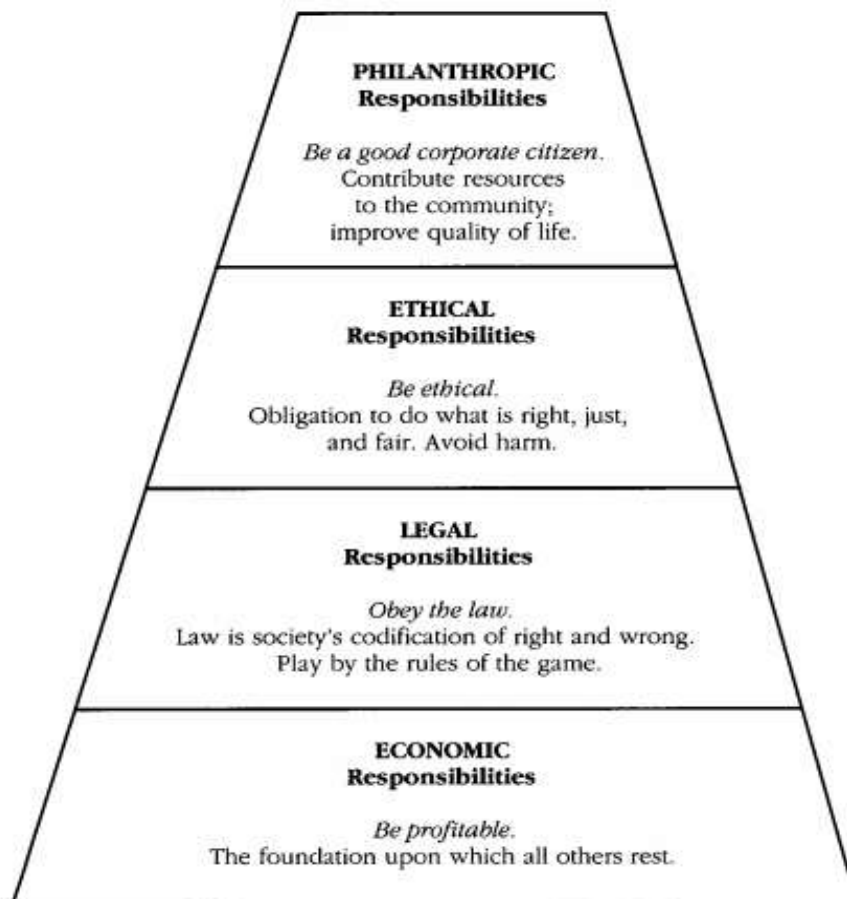 PHILANTHROPIC
Responsibilities
Be a good corporate citizen.
Contribute resources
to the community;
improve quality of life.
ETHICAL
Responsibilities
Be ethical.
Obligation to do what is right, just,
and fair. Avoid harm.
LEGAL
Responsibilities
Obey the law.
Law is society's codification of right and wrong.
Play by the rules of the game.
ECONOMIC
Responsibilities
Be profitable.
The foundation upon which all others rest.